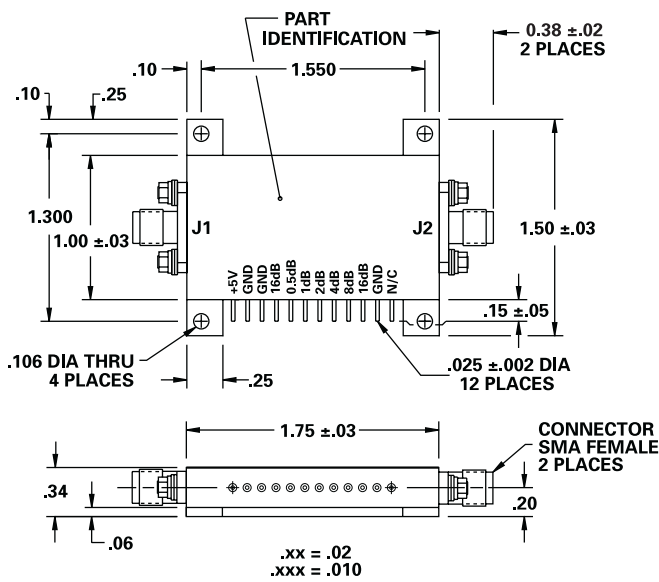 PART
IDENTIFICATION
0.38 ±.02
2 PLACES
.10
1.550
.10
.25
1.300
1.00 ±.03
J1
J2
1.50 ±.03
+5V
GND
GND
16dB
0.5dB
1dB
2dB
4dB
8dB
16dB
GND
N/C
.15 ±.05
.106 DIA THRU
4 PLACES
.25
.025 ±.002 DIA
12 PLACES
1.75 ±.03
CONNECTOR
SMA FEMALE
2 PLACES
.34
.20
.06
.xx = .02
.xxx = .010